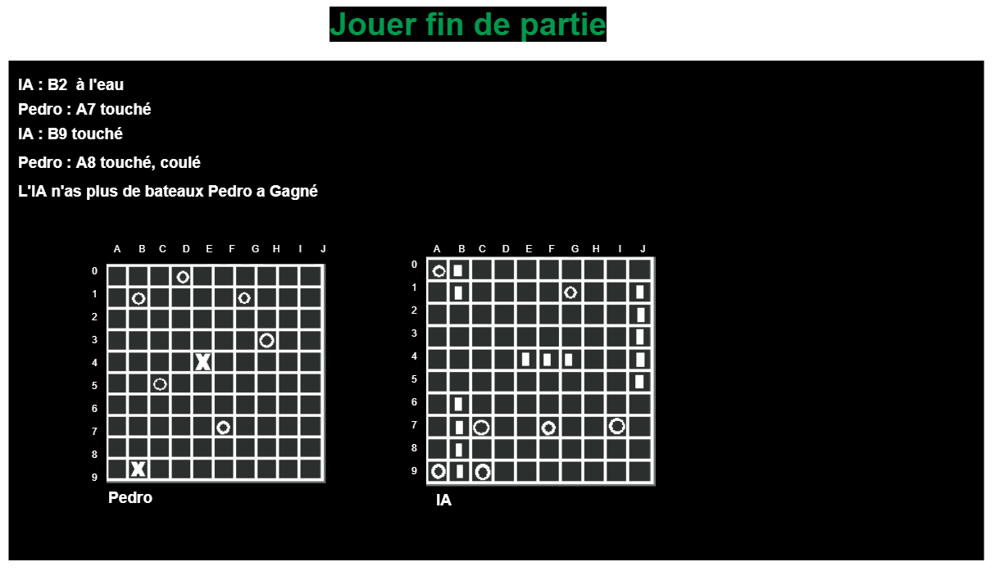 Jouer fin de partie
IA : B2 à l'eau
Pedro : A7 touché
IA : B9 touché
Pedro : A8 touché, coulé
L'IA n'as plus de bateaux Pedro a Gagné
A B C D E F G H I J
0
1
2
3
4
5
6
7
8
9
Pedro
A B C D E F G H I J
0
1
2
3
4
5
6
7
8
9
IA